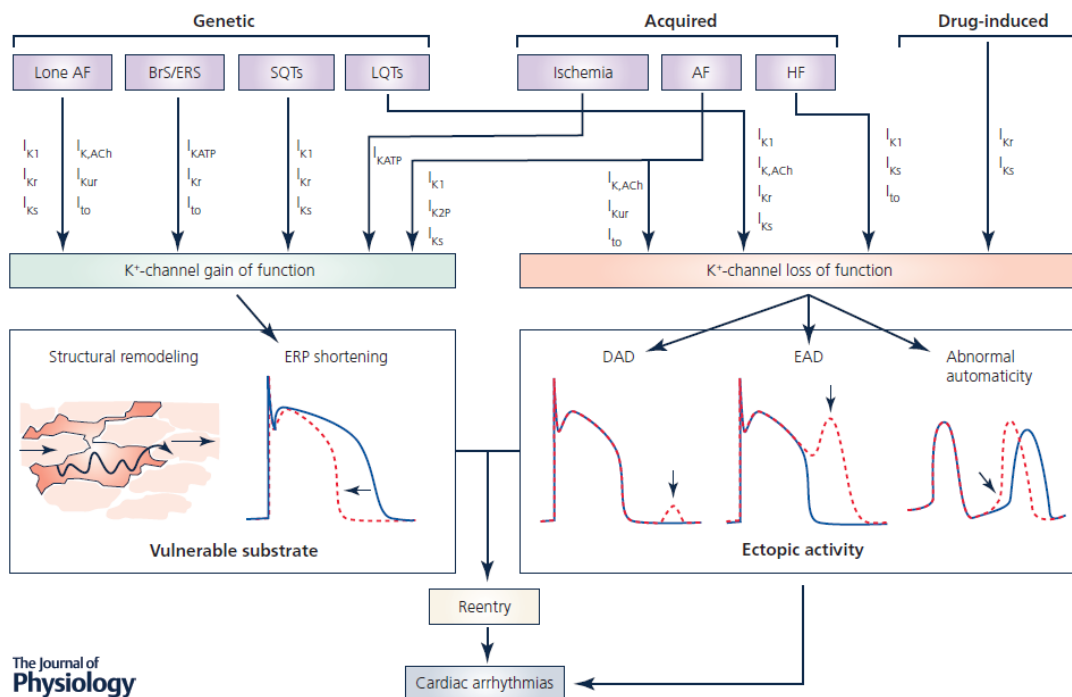 Genetic
Acquired
Drug-induced
Lone AF
BrS/ERS
SQTs
LQTs
Ischemia
AF
HF
IK1
IKr
IKs
IK,ACh
IKur
Ito
IKATP
IKr
Ito
IK1
IKr
IKs
IKATP
IK1
IK2P
IKs
IK,ACh
IKur
Ito
IK1
IK,ACh
IKr
IKs
IK1
IKs
Ito
IKr
IKs
K+-channel gain of function
K+-channel loss of function
Structural remodeling
ERP shortening
DAD
EAD
Abnormal
automaticity
Vulnerable substrate
Ectopic activity
Reentry
Cardiac arrhythmias
The Journal of
Physiology